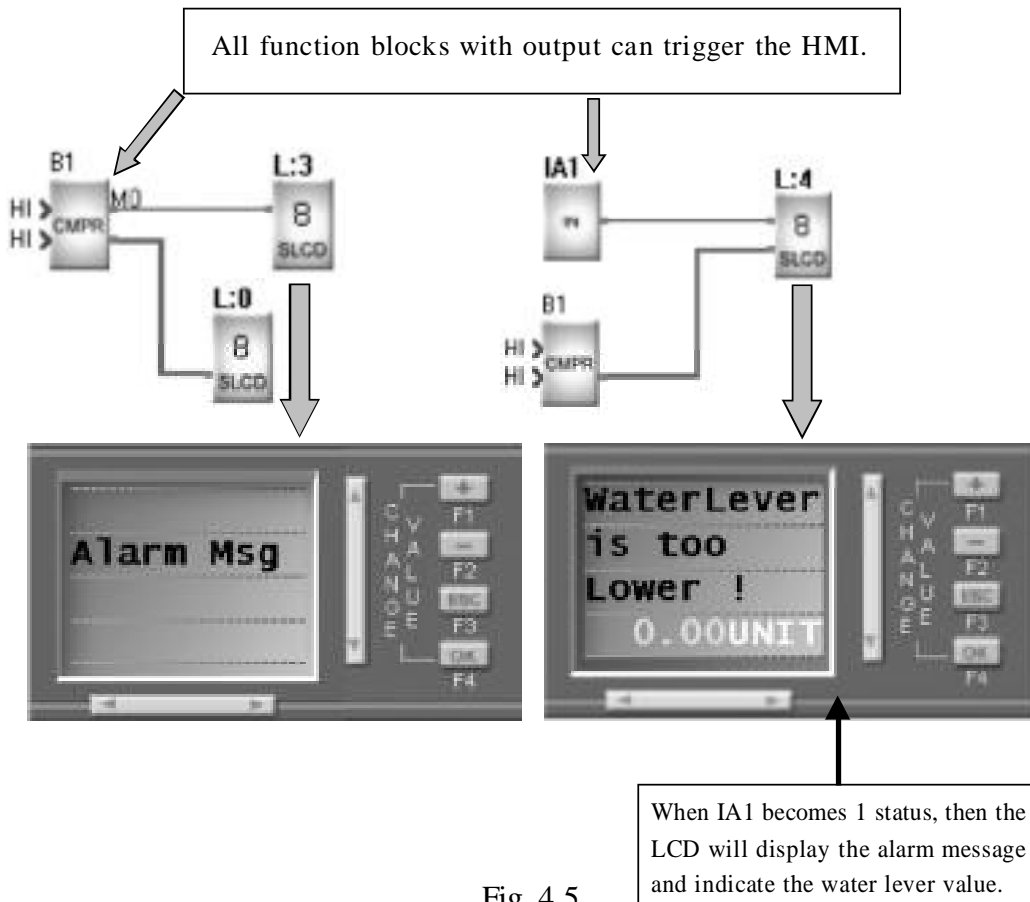 All function blocks with output can trigger the HMI.
B1
HI
HI
CMPR
M0
L:3
8
SLCD
L:0
8
SLCD
IA1
IN
L:4
8
SLCD
B1
HI
HI
CMPR
Alarm Msg
CHANGE
VALUE
+
F1
-
F2
ESC
F3
OK
F4
WaterLever
is too
Lower !
0.00UNIT
CHANGE
VALUE
+
F1
-
F2
ESC
F3
OK
F4
When IA1 becomes 1 status, then the
LCD will display the alarm message
and indicate the water lever value.
Fig. 4.5